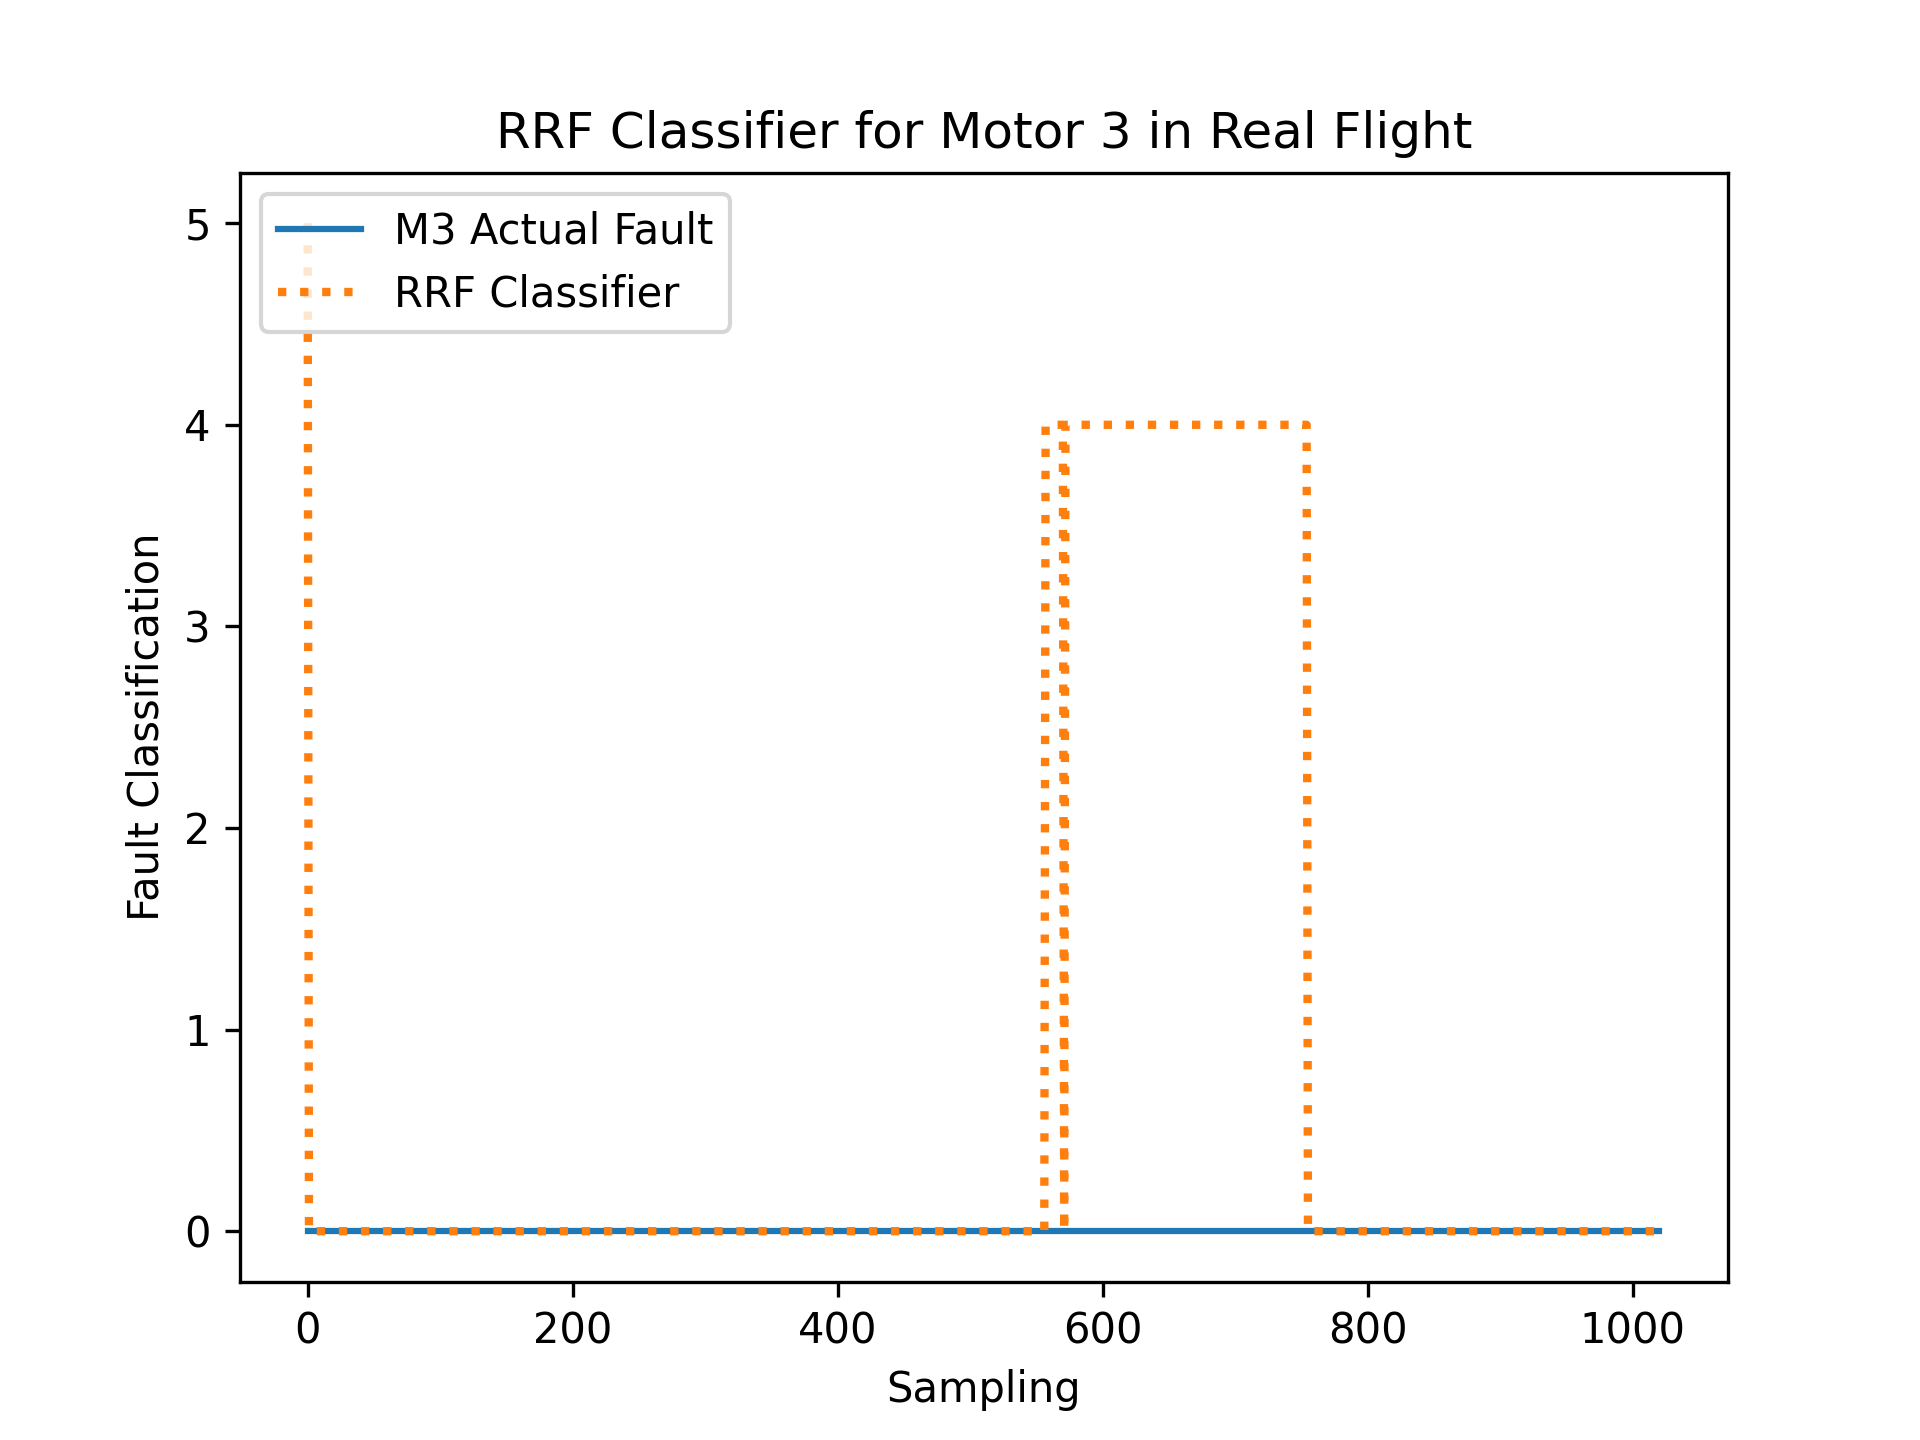 RRF Classifier for Motor 3 in Real Flight
M3 Actual Fault
RRF Classifier
Fault Classification
5
4
3
2
1
0
0 200 400 600 800 1000
Sampling